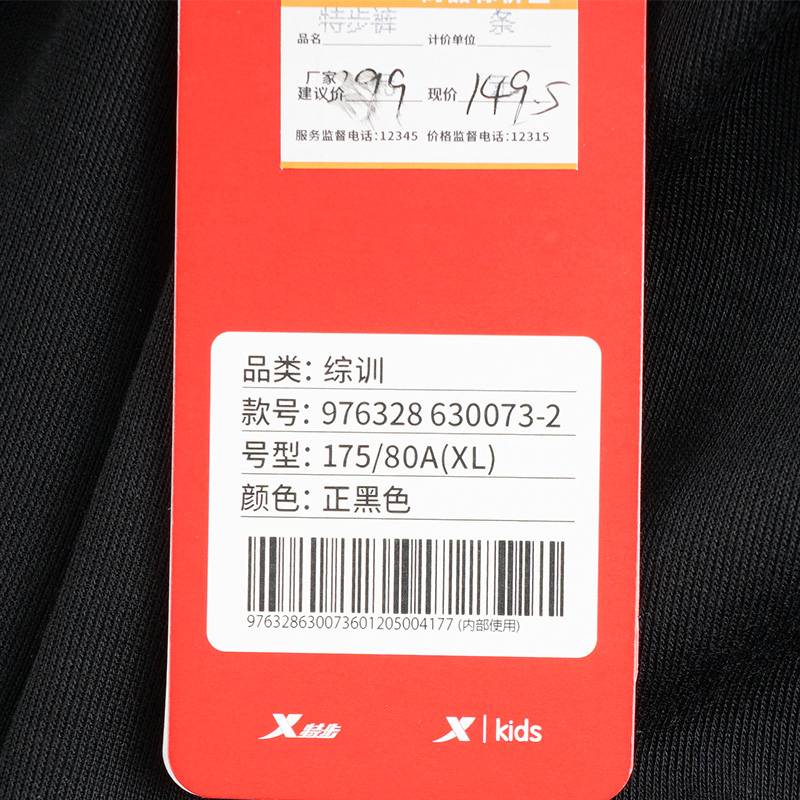 特步裤 条
品名 计价单位
厂家
建议价 299 现价 149.5
服务监督电话:12345 价格监督电话:12315
品类: 综训
款号: 976328 630073-2
号型: 175/80A(XL)
颜色: 正黑色
976328630073601205004177 (内部使用)
X特步 X kids